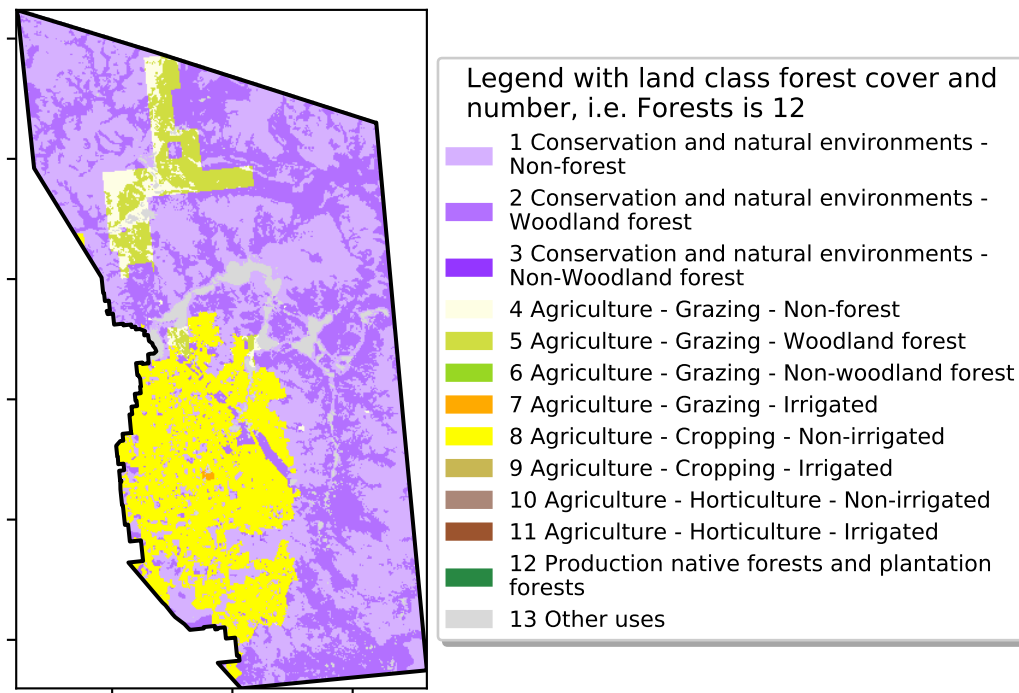 Legend with land class forest cover and
number, i.e. Forests is 12
1 Conservation and natural environments -
Non-forest
2 Conservation and natural environments -
Woodland forest
3 Conservation and natural environments -
Non-Woodland forest
4 Agriculture - Grazing - Non-forest
5 Agriculture - Grazing - Woodland forest
6 Agriculture - Grazing - Non-woodland forest
7 Agriculture - Grazing - Irrigated
8 Agriculture - Cropping - Non-irrigated
9 Agriculture - Cropping - Irrigated
10 Agriculture - Horticulture - Non-irrigated
11 Agriculture - Horticulture - Irrigated
12 Production native forests and plantation
forests
13 Other uses